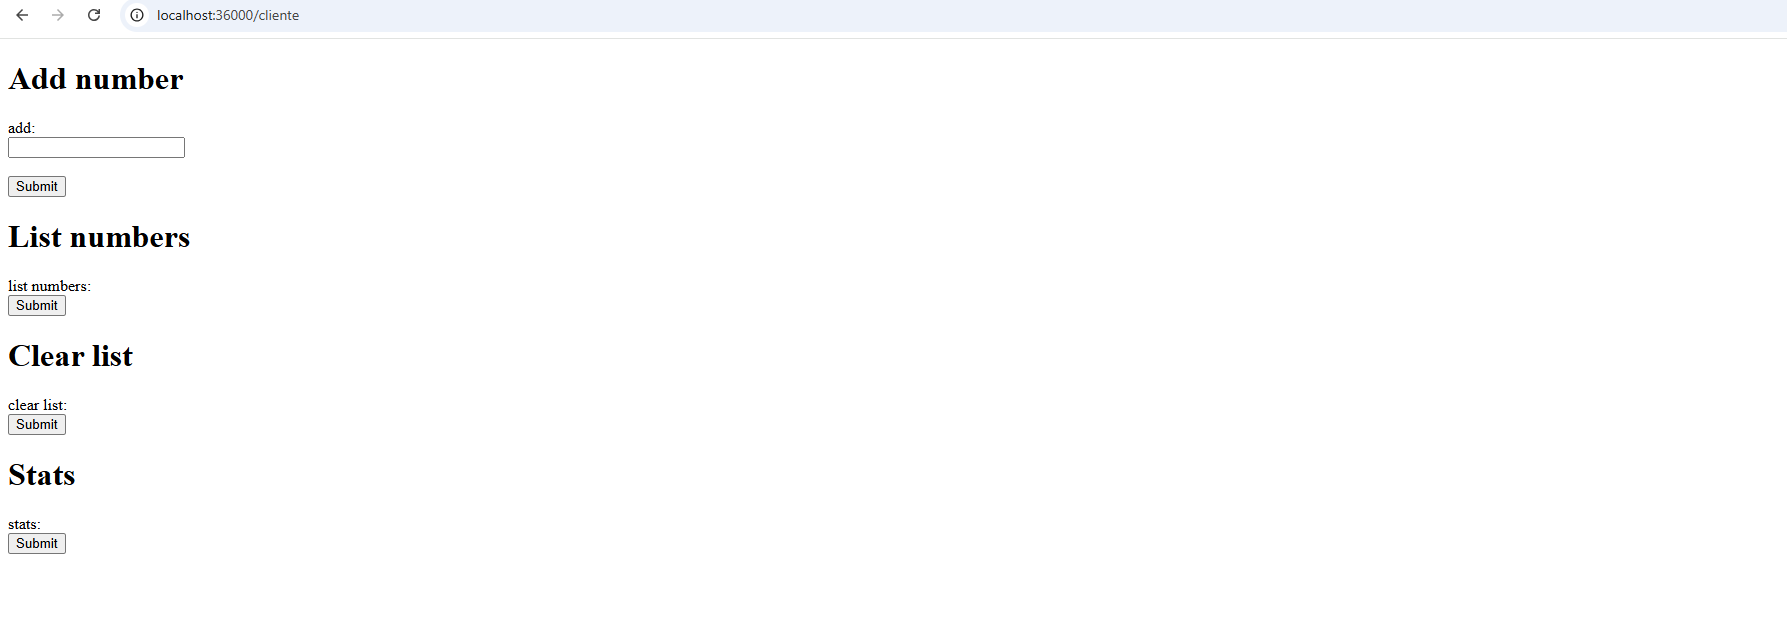 localhost:36000/cliente
Add number
add:
Submit
List numbers
list numbers:
Submit
Clear list
clear list:
Submit
Stats
stats:
Submit